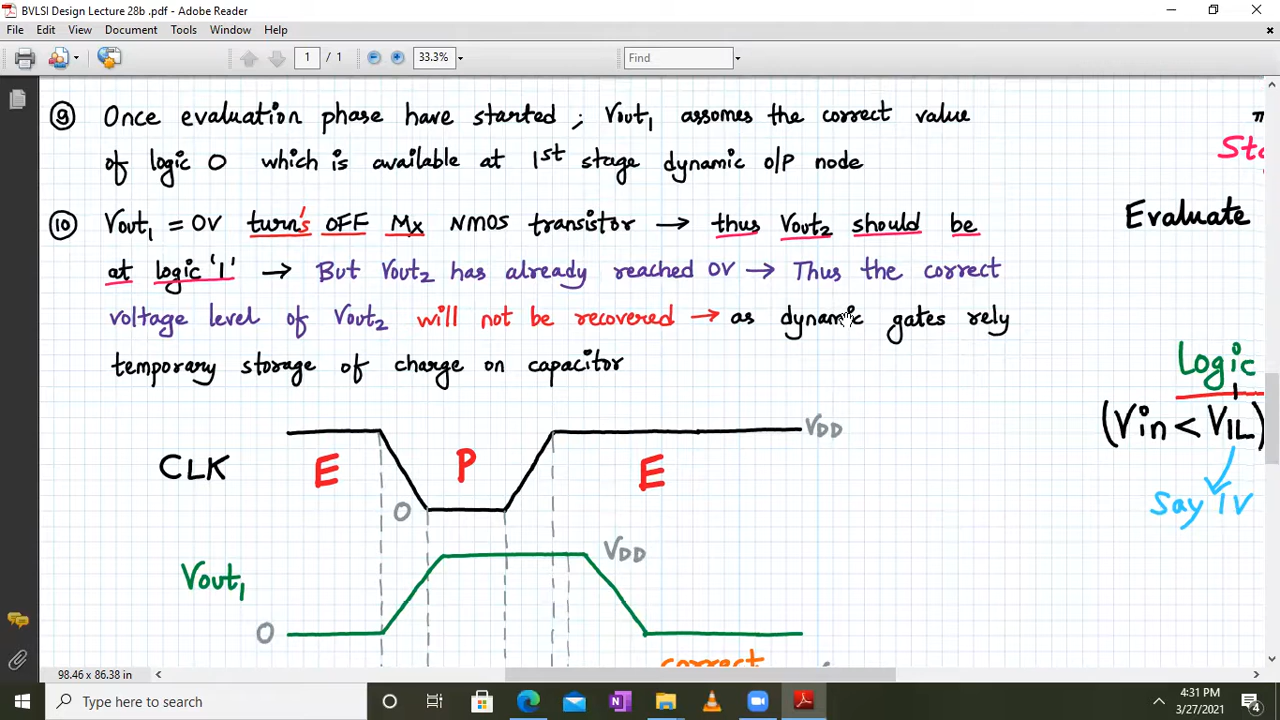 BVLSI Design Lecture 28b .pdf - Adobe Reader
File Edit View Document Tools Window Help
1 / 1 33.3% Find
⑨ Once evaluation phase have started ; Vout1 assumes the correct value
of logic 0 which is available at 1st stage dynamic o/p node
⑩ Vout1 = 0V turn's OFF Mx NMOS transistor → thus Vout2 should be
at logic '1' → But Vout2 has already reached 0V → Thus the correct
voltage level of Vout2 will not be recovered → as dynamic gates rely
temporary storage of charge on capacitor
Evaluate
Logic
(Vin < VIL)
Say 1V
CLK E P E VDD
0
Vout1 VDD
0
correct
98.46 x 86.38 in
Type here to search
4:31 PM
3/27/2021
4